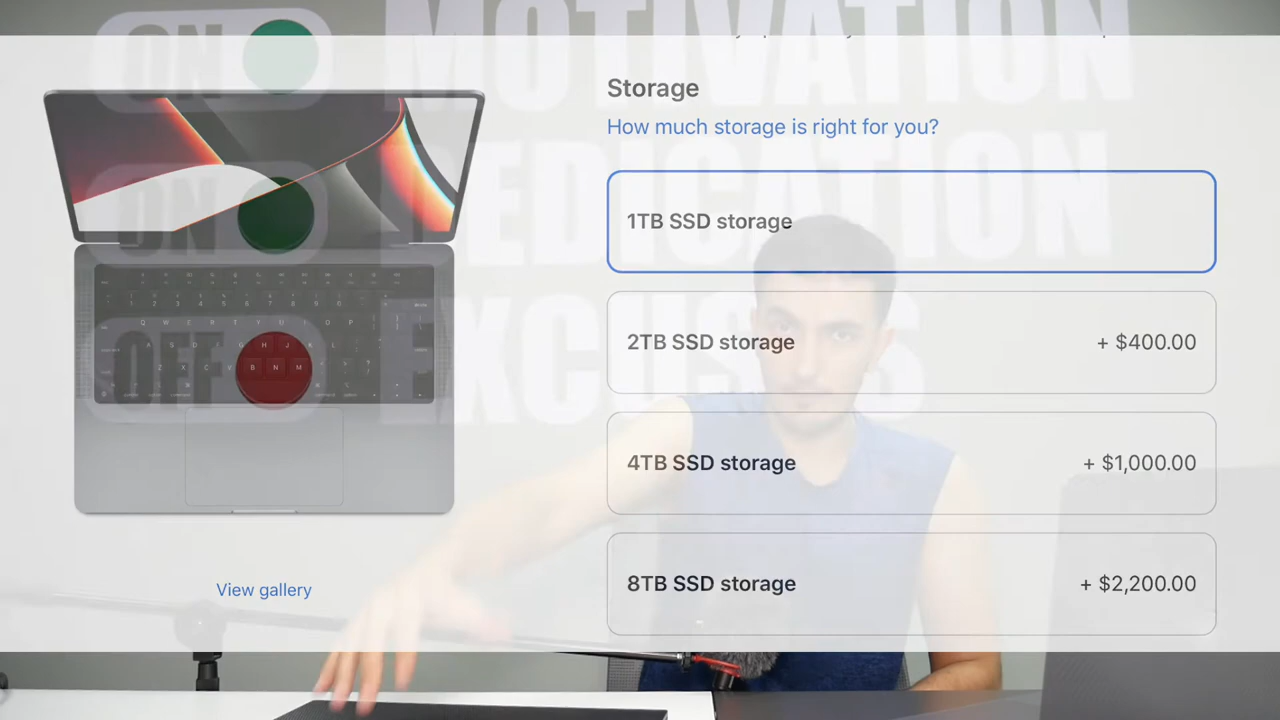 ON MOTIVATION
Storage
How much storage is right for you?
ON DEDICATION
1TB SSD storage
OFF EXCUSES
2TB SSD storage + $400.00
4TB SSD storage + $1,000.00
8TB SSD storage + $2,200.00
View gallery
Q W E R T Y U I O P
A S D F G H J K L
Z X C V B N M